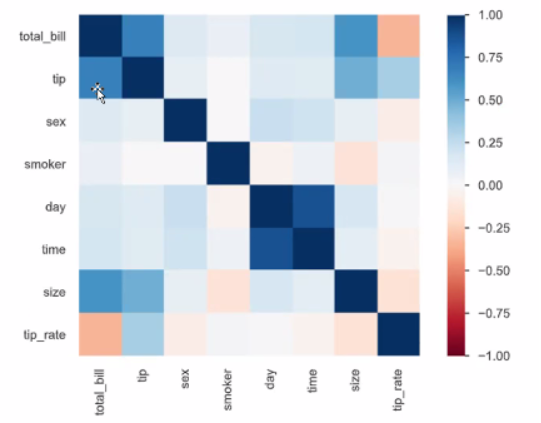 total_bill
tip
sex
smoker
day
time
size
tip_rate
total_bill
tip
sex
smoker
day
time
size
tip_rate
1.00
0.75
0.50
0.25
0.00
−0.25
−0.50
−0.75
−1.00